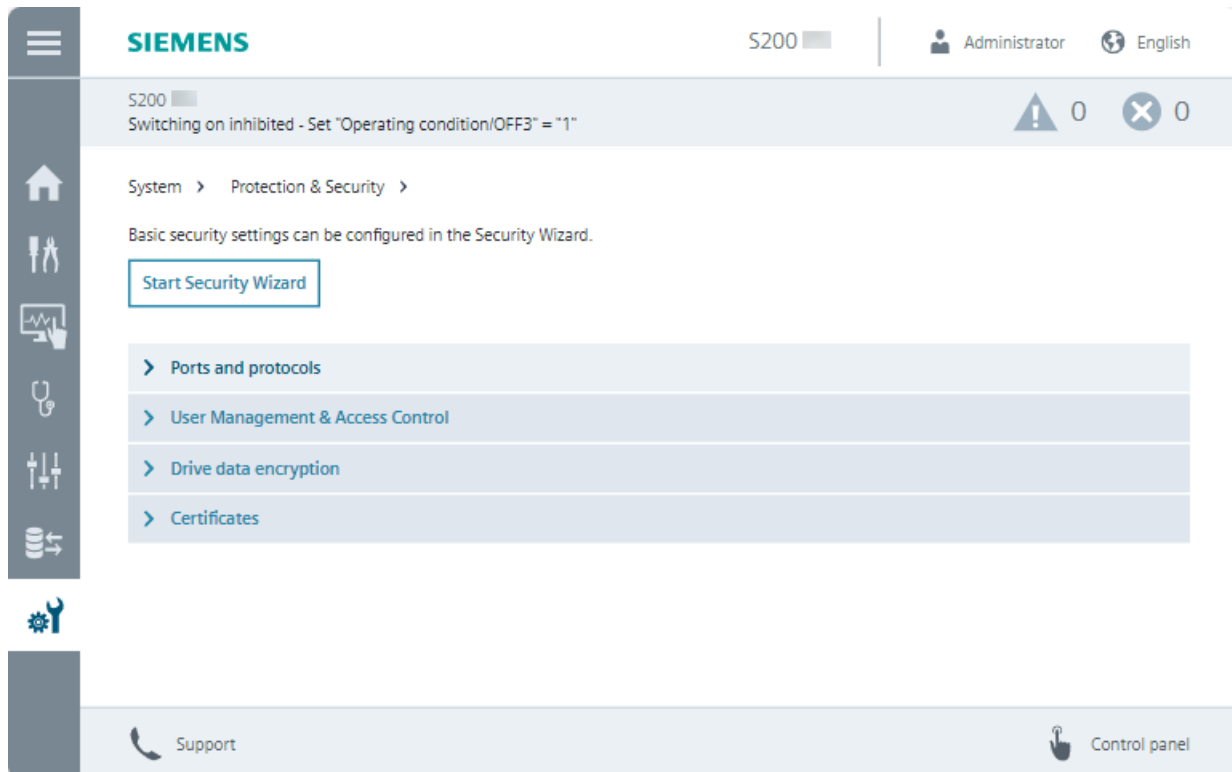 SIEMENS
S200
Administrator
English
S200
Switching on inhibited - Set "Operating condition/OFF3" = "1"
0
0
System > Protection & Security >
Basic security settings can be configured in the Security Wizard.
Start Security Wizard
> Ports and protocols
> User Management & Access Control
> Drive data encryption
> Certificates
Support
Control panel